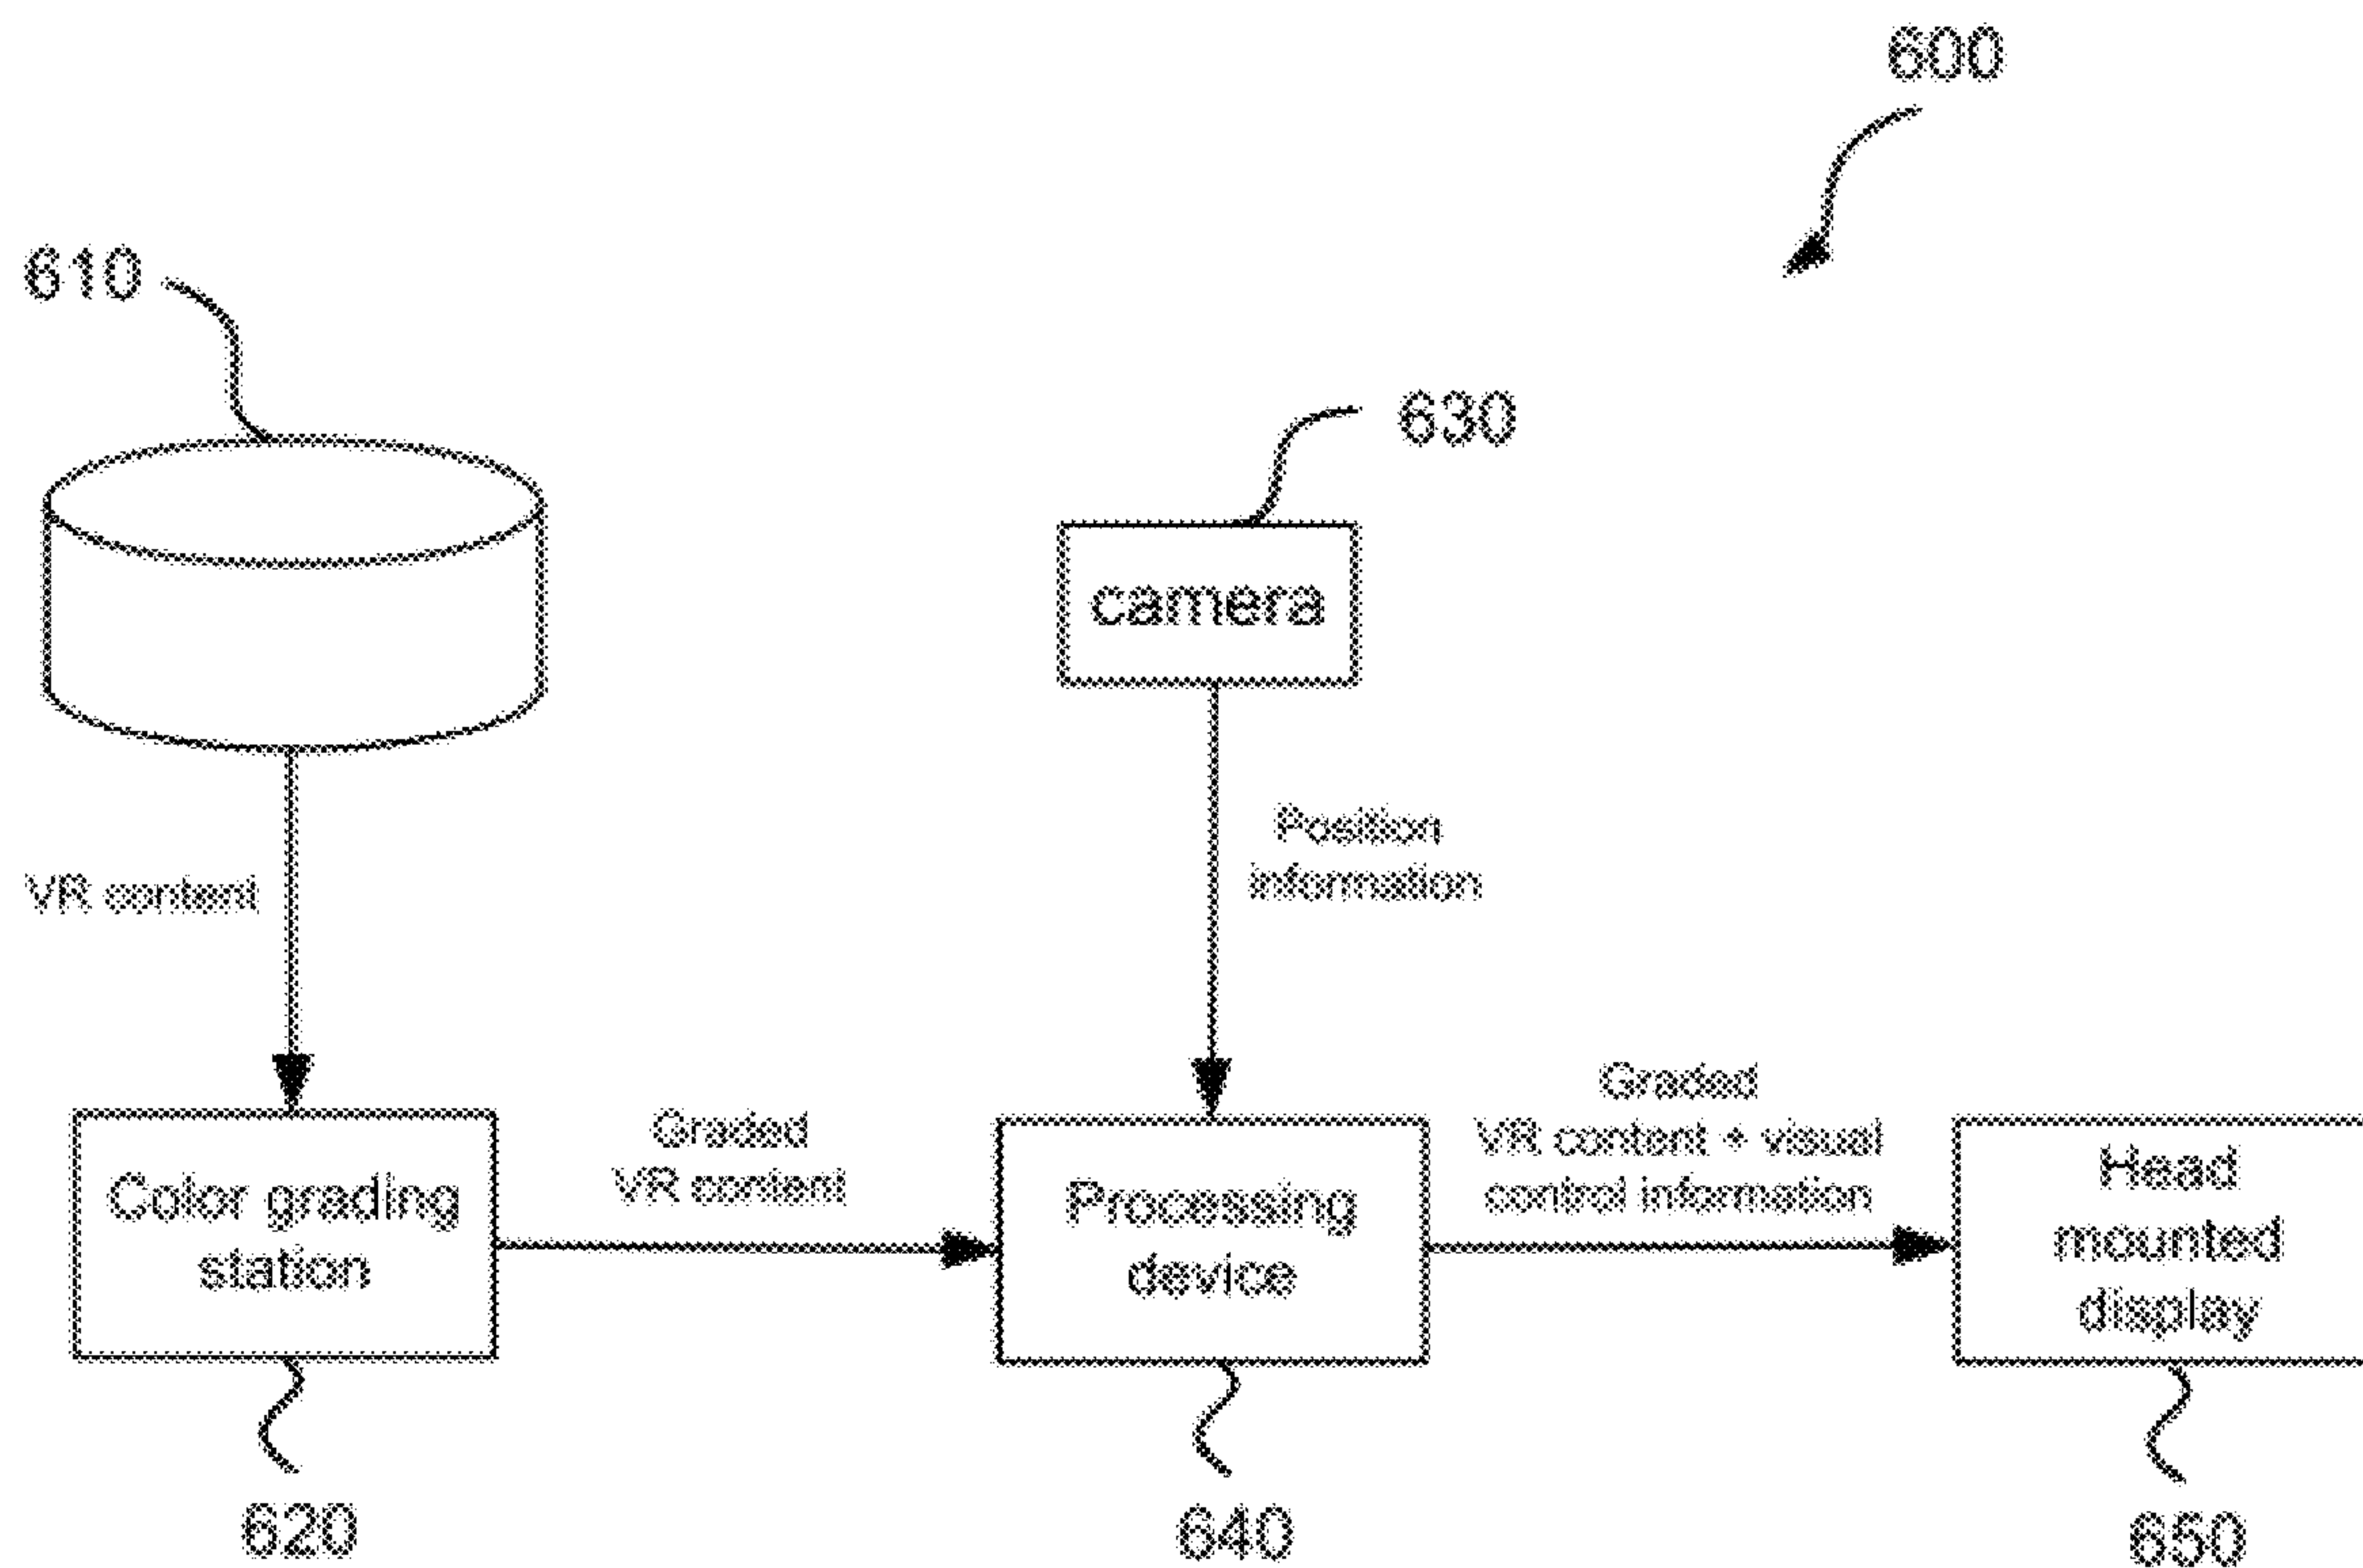 600
610
630
camera
Position
information
VR content
Color grading
station
Graded
VR content
Processing
device
Graded
VR content + visual
control information
Head
mounted
display
620
640
650